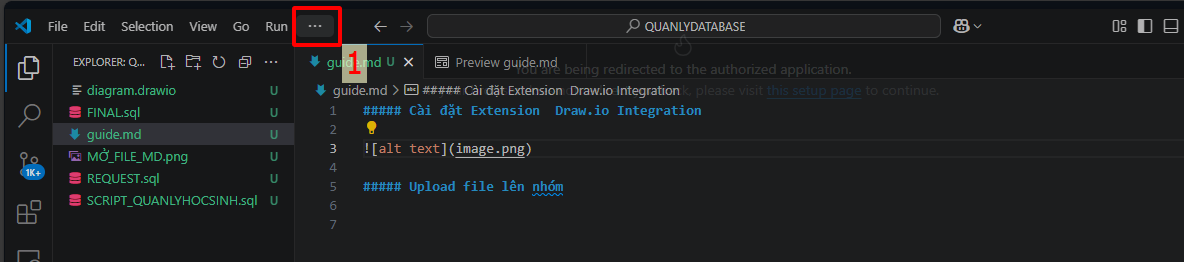 File Edit Selection View Go Run ... QUANLYDATABASE
EXPLORER: Q...
1
guide.md U
Preview guide.md
You are being redirected to the authorized application.
, please visit this setup page to continue.
guide.md > abc ##### Cài đặt Extension Draw.io Integration
diagram.drawio U
FINAL.sql U
guide.md U
MỞ_FILE_MD.png U
REQUEST.sql U
SCRIPT_QUANLYHOCSINH.sql U
1K+
1 ##### Cài đặt Extension  Draw.io Integration
2
3 ![alt text](image.png)
4
5 ##### Upload file lên nhóm
6
7